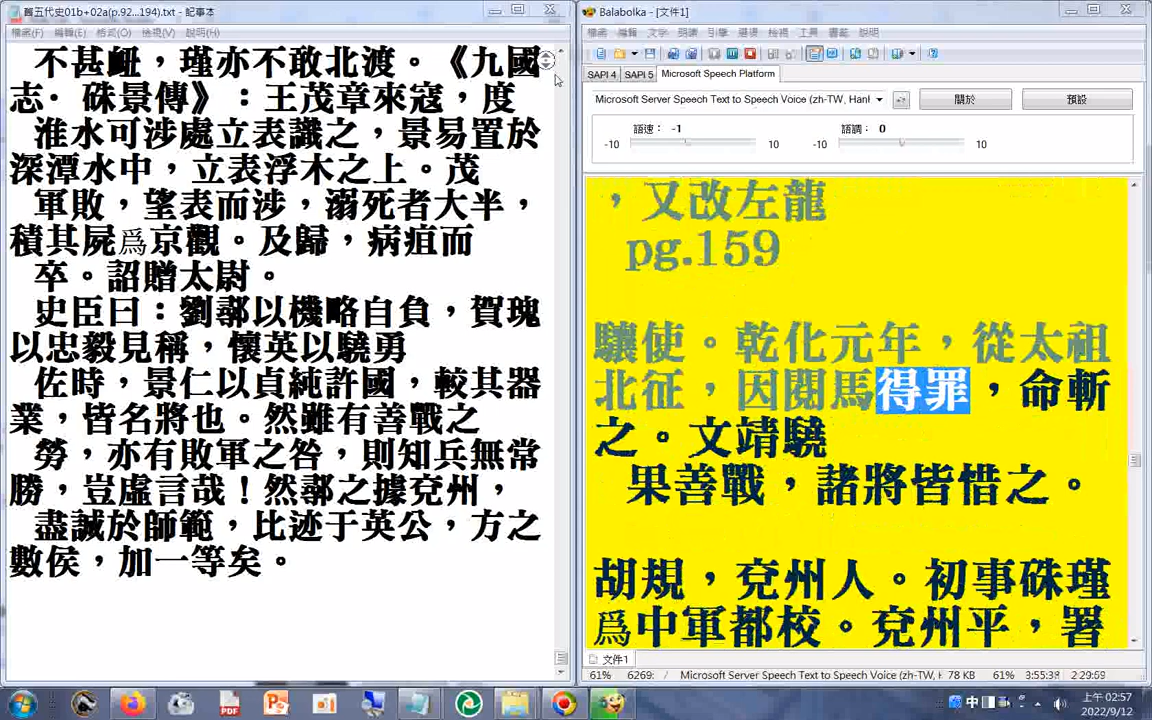 舊五代史01b+02a(p.92...194).txt - 記事本
檔案(F) 編輯(E) 格式(O) 檢視(V) 說明(H)
不甚衄，瑾亦不敢北渡。《九國
志·硃景傳》：王茂章來寇，度
淮水可涉處立表識之，景易置於
深潭水中，立表浮木之上。茂
軍敗，望表而涉，溺死者大半，
積其屍爲京觀。及歸，病疽而
卒。詔贈太尉。
史臣曰：劉鄩以機略自負，賀瑰
以忠毅見稱，懷英以驍勇
佐時，景仁以貞純許國，較其器
業，皆名將也。然雖有善戰之
勞，亦有敗軍之咎，則知兵無常
勝，豈虛言哉！然鄩之據兗州，
盡誠於師範，比迹于英公，方之
數侯，加一等矣。
Balabolka - [文件1]
檔案 編輯 文字 朗讀 引擎 選項 檢視 工具 書籤 說明
SAPI 4 SAPI 5 Microsoft Speech Platform
Microsoft Server Speech Text to Speech Voice (zh-TW, Hanl
關於 預設
語速： -1 語調： 0
-10 10 -10 10
，又改左龍
pg.159
驤使。乾化元年，從太祖
北征，因閱馬得罪，命斬
之。文靖驍
果善戰，諸將皆惜之。
胡規，兗州人。初事硃瑾
爲中軍都校。兗州平，署
文件1
61% 6269: / Microsoft Server Speech Text to Speech Voice (zh-TW, H 78 KB 61% 3:55:38 2:29:59
中
上午 02:57
2022/9/12